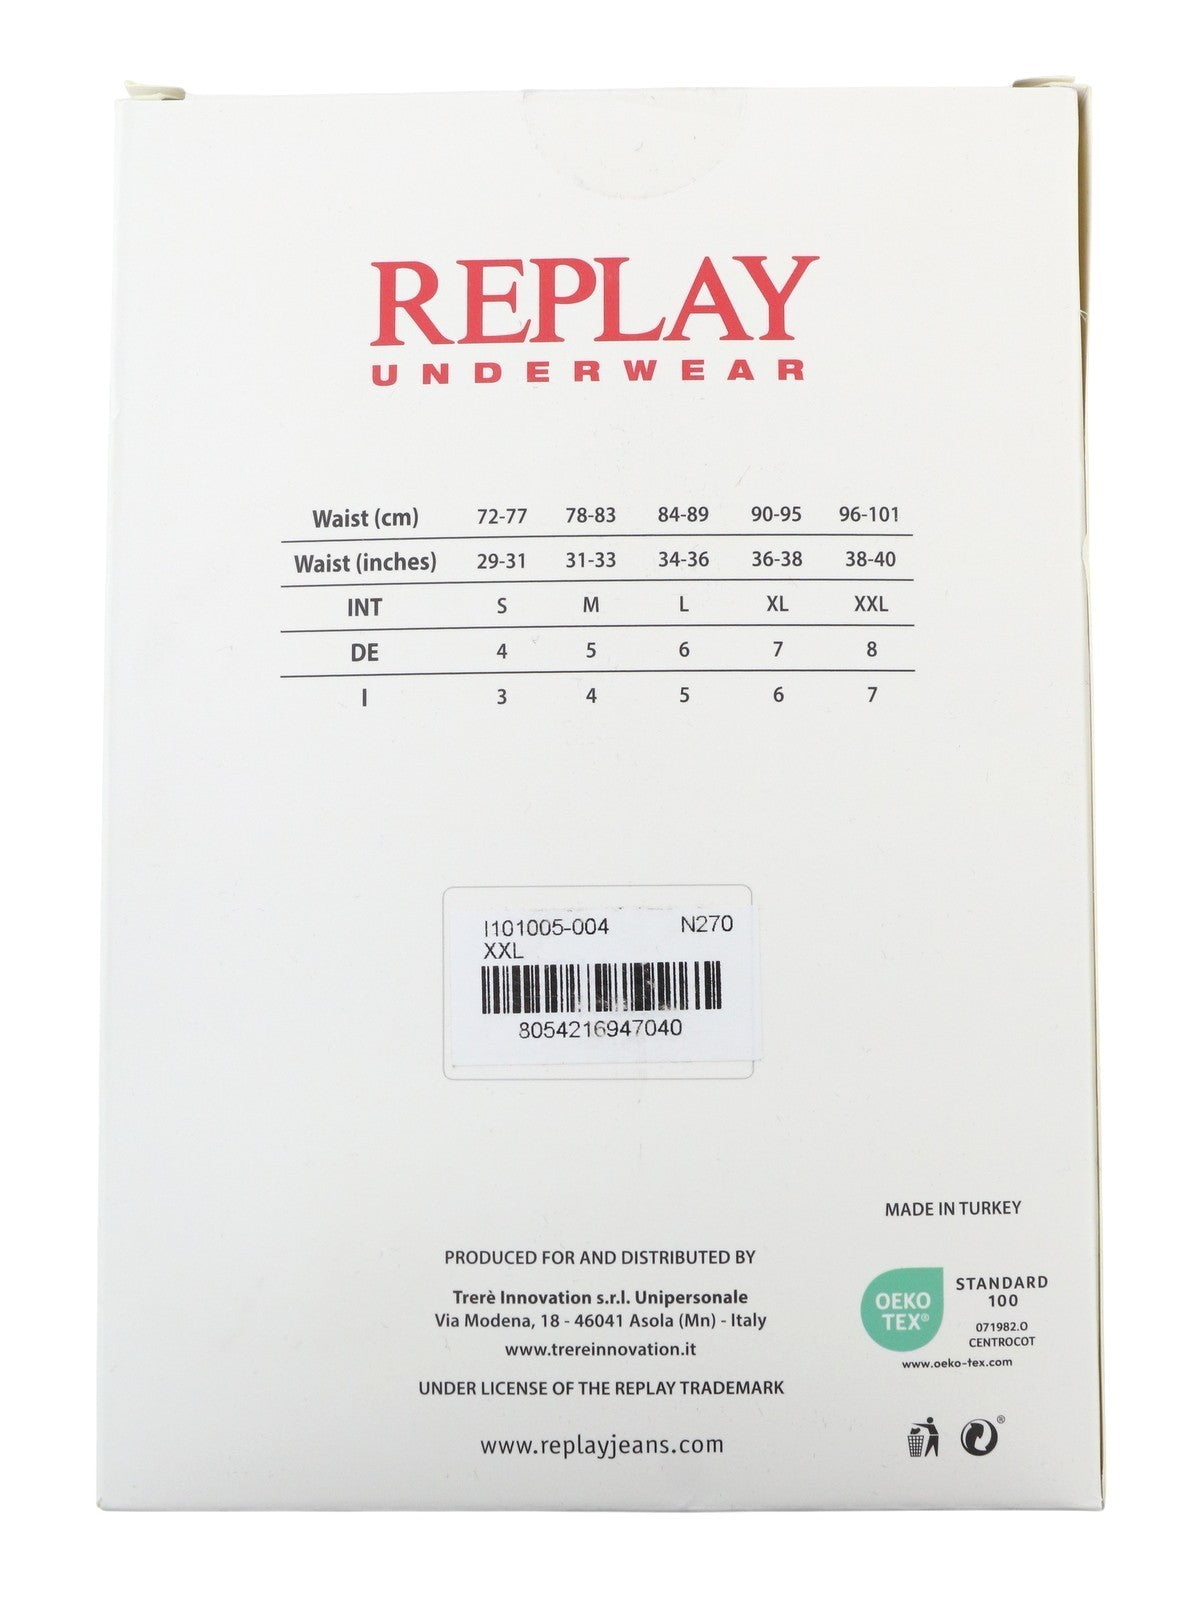 REPLAY
UNDERWEAR
Waist (cm) 72-77 78-83 84-89 90-95 96-101
Waist (inches) 29-31 31-33 34-36 36-38 38-40
INT S M L XL XXL
DE 4 5 6 7 8
I 3 4 5 6 7
I101005-004 N270
XXL
8054216947040
MADE IN TURKEY
PRODUCED FOR AND DISTRIBUTED BY
Trerè Innovation s.r.l. Unipersonale
Via Modena, 18 - 46041 Asola (Mn) - Italy
www.trereinnovation.it
UNDER LICENSE OF THE REPLAY TRADEMARK
www.replayjeans.com
OEKO
TEX®
STANDARD
100
071982.O
CENTROCOT
www.oeko-tex.com
®